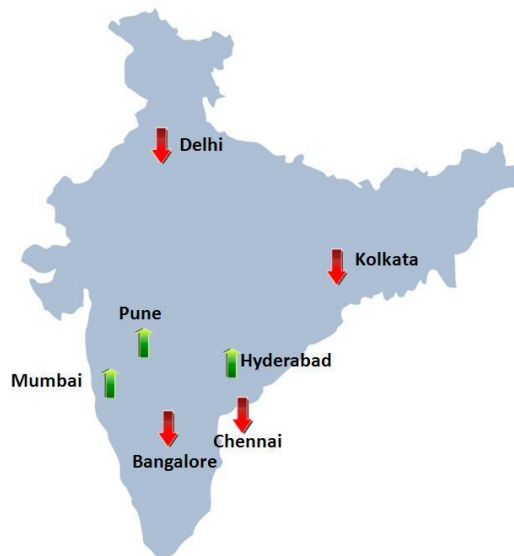 Delhi
Kolkata
Pune
Hyderabad
Mumbai
Chennai
Bangalore